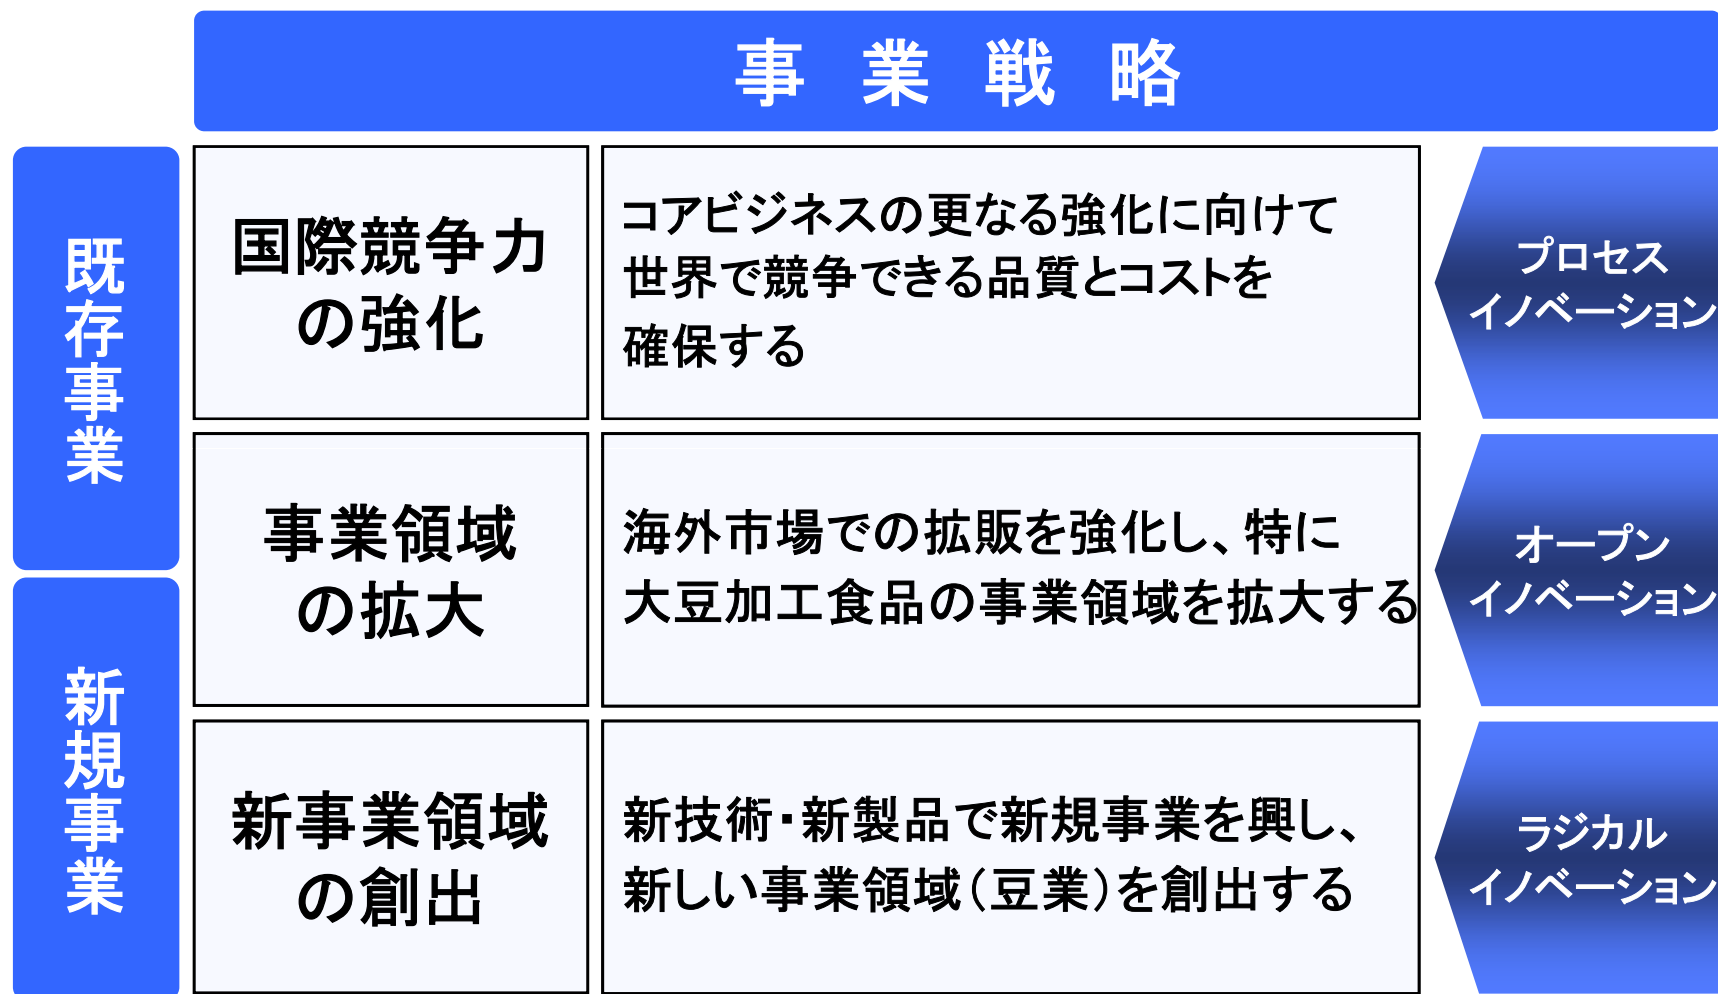 事業戦略
既存事業
国際競争力
の強化
コアビジネスの更なる強化に向けて
世界で競争できる品質とコストを
確保する
プロセス
イノベーション
事業領域
の拡大
海外市場での拡販を強化し、特に
大豆加工食品の事業領域を拡大する
オープン
イノベーション
新規事業
新事業領域
の創出
新技術・新製品で新規事業を興し、
新しい事業領域（豆業）を創出する
ラジカル
イノベーション